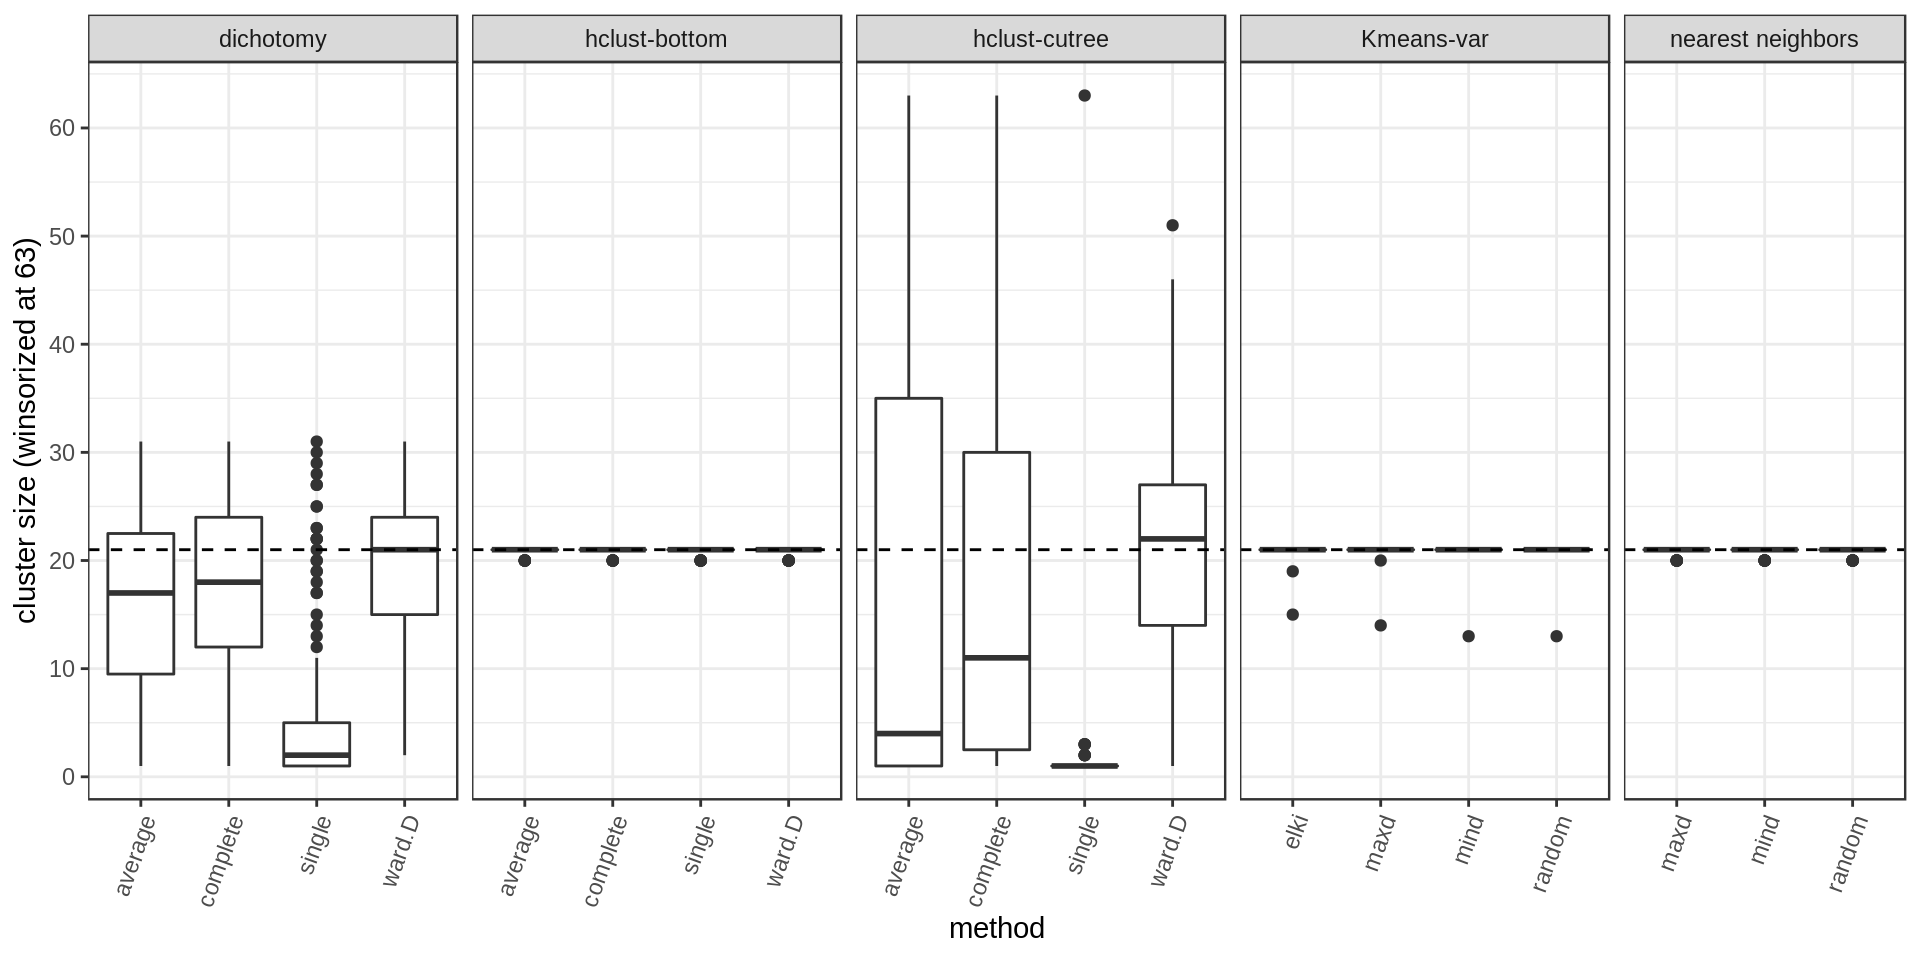 dichotomy
hclust-bottom
hclust-cutree
Kmeans-var
nearest neighbors
cluster size (winsorized at 63)
60
50
40
30
20
10
0
average
complete
single
ward.D
average
complete
single
ward.D
average
complete
single
ward.D
elki
maxd
mind
random
maxd
mind
random
method